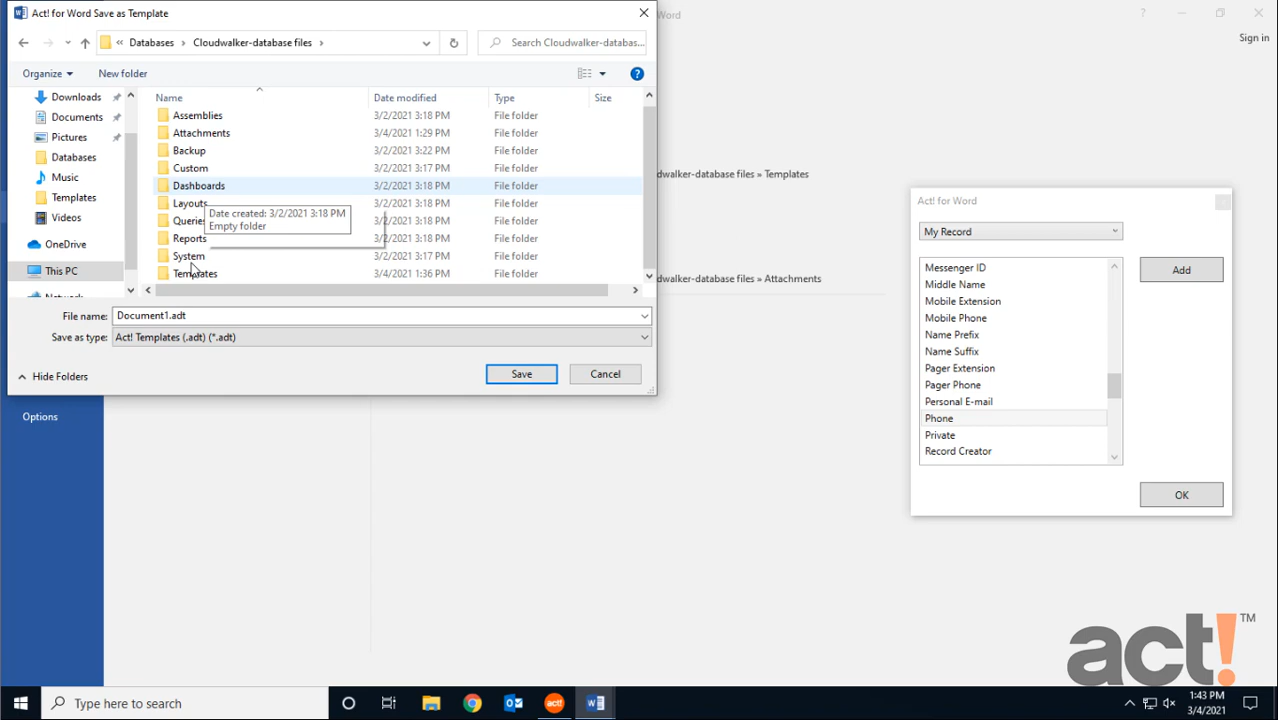 Act! for Word Save as Template
Word
Sign in
« Databases › Cloudwalker-database files ›
Search Cloudwalker-databas...
Organize
New folder
Name
Date modified
Type
Size
Downloads
Documents
Pictures
Databases
Music
Templates
Videos
OneDrive
This PC
Assemblies 3/2/2021 3:18 PM File folder
Attachments 3/4/2021 1:29 PM File folder
Backup 3/2/2021 3:22 PM File folder
Custom 3/2/2021 3:17 PM File folder
Dashboards 3/2/2021 3:18 PM File folder
Layouts 3/2/2021 3:18 PM File folder
Queries 3/2/2021 3:18 PM File folder
Reports 3/2/2021 3:18 PM File folder
System 3/2/2021 3:17 PM File folder
Templates 3/4/2021 1:36 PM File folder
Date created: 3/2/2021 3:18 PM
Empty folder
File name: Document1.adt
Save as type: Act! Templates (.adt) (*.adt)
Hide Folders
Save
Cancel
Options
dwalker-database files » Templates
dwalker-database files » Attachments
Act! for Word
My Record
Messenger ID
Middle Name
Mobile Extension
Mobile Phone
Name Prefix
Name Suffix
Pager Extension
Pager Phone
Personal E-mail
Phone
Private
Record Creator
Add
OK
act! TM
Type here to search
act!
1:43 PM
3/4/2021